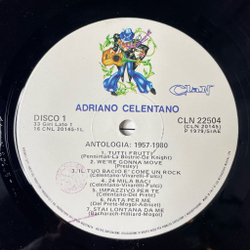 Clan
ADRIANO CELENTANO
DISCO 1
33 Giri Lato 1
16 CNL 20145-1L
CLN 22504
(CLN 20145)
P 1979/SIAE
ANTOLOGIA: 1957-1980
1. TUTTI FRUTTI
(Penniman-La Bostrie-De Knight)
2. WE'RE GONNA MOVE
(Presley)
3. IL TUO BACIO E' COME UN ROCK
(Celentano-Vivarelli-Fulci)
4. 24 MILA BACI
(Celentano-Vivarelli-Fulci)
5. IMPAZZIVO PER TE
(Celentano-Del Prete)
6. NATA PER ME
(Del Prete-Mogol-Adricel)
7. STAI LONTANA DA ME
(Bacharach-Hilliard-Mogol)